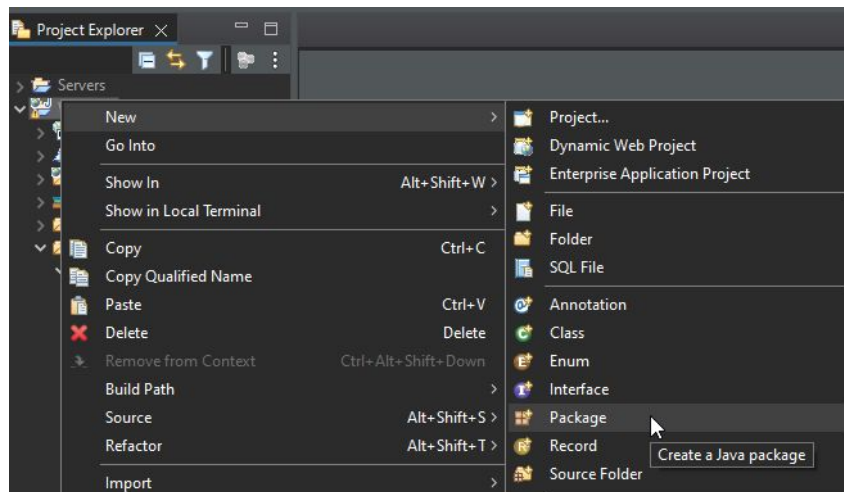 Project Explorer
Servers
New
Go Into
Show In Alt+Shift+W
Show in Local Terminal
Copy Ctrl+C
Copy Qualified Name
Paste Ctrl+V
Delete Delete
Remove from Context Ctrl+Alt+Shift+Down
Build Path
Source Alt+Shift+S
Refactor Alt+Shift+T
Import
Project...
Dynamic Web Project
Enterprise Application Project
File
Folder
SQL File
Annotation
Class
Enum
Interface
Package
Record
Create a Java package
Source Folder